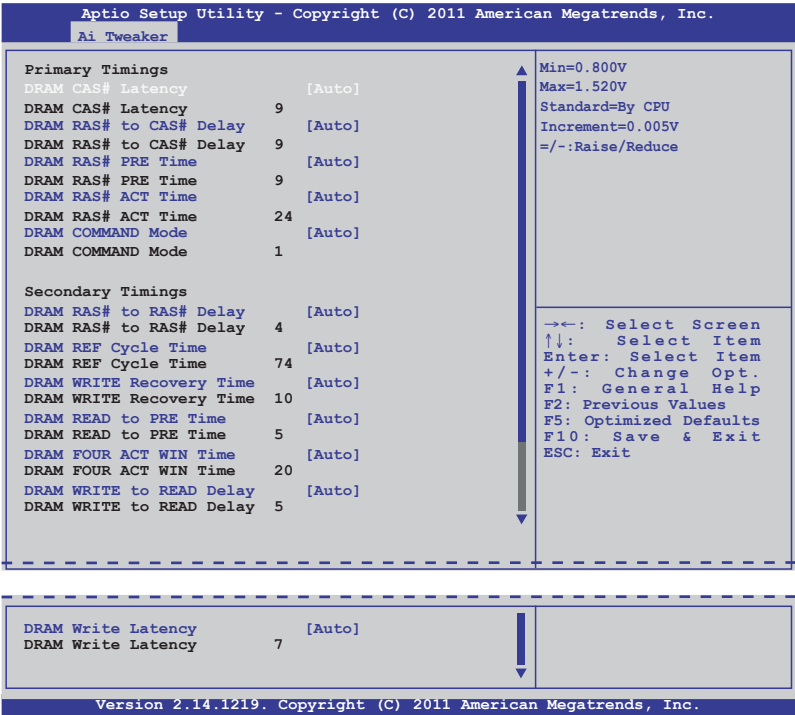 Aptio Setup Utility - Copyright (C) 2011 American Megatrends, Inc.
Ai Tweaker
Primary Timings
DRAM CAS# Latency [Auto]
DRAM CAS# Latency 9
DRAM RAS# to CAS# Delay [Auto]
DRAM RAS# to CAS# Delay 9
DRAM RAS# PRE Time [Auto]
DRAM RAS# PRE Time 9
DRAM RAS# ACT Time [Auto]
DRAM RAS# ACT Time 24
DRAM COMMAND Mode [Auto]
DRAM COMMAND Mode 1
Secondary Timings
DRAM RAS# to RAS# Delay [Auto]
DRAM RAS# to RAS# Delay 4
DRAM REF Cycle Time [Auto]
DRAM REF Cycle Time 74
DRAM WRITE Recovery Time [Auto]
DRAM WRITE Recovery Time 10
DRAM READ to PRE Time [Auto]
DRAM READ to PRE Time 5
DRAM FOUR ACT WIN Time [Auto]
DRAM FOUR ACT WIN Time 20
DRAM WRITE to READ Delay [Auto]
DRAM WRITE to READ Delay 5
Min=0.800V
Max=1.520V
Standard=By CPU
Increment=0.005V
=/-:Raise/Reduce
→←: Select Screen
↑↓: Select Item
Enter: Select Item
+/-: Change Opt.
F1: General Help
F2: Previous Values
F5: Optimized Defaults
F10: Save & Exit
ESC: Exit
DRAM Write Latency [Auto]
DRAM Write Latency 7
Version 2.14.1219. Copyright (C) 2011 American Megatrends, Inc.